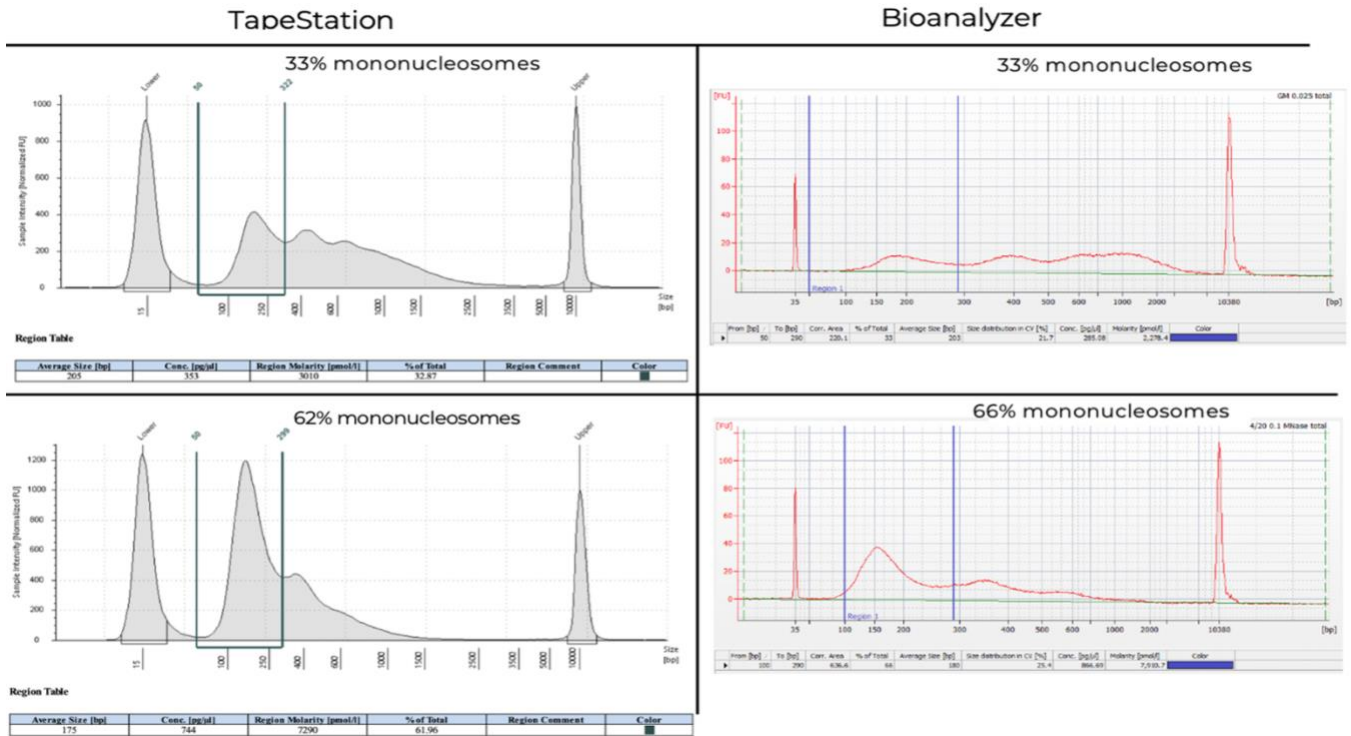 TapeStation
Bioanalyzer
33% mononucleosomes
Lower
50
322
Upper
Sample Intensity [Normalized FU]
1000
800
600
400
200
0
15
100
250
400
600
1000
1500
2500
3500
5000
10000
Size
[bp]
Region Table
Average Size [bp] Conc. [pg/µl] Region Molarity [pmol/l] % of Total Region Comment Color
205 353 3010 32.87
33% mononucleosomes
[FU]
GM 0.025 total
100
80
60
40
20
0
Region 1
35 100 150 200 300 400 500 600 1000 2000 10380 [bp]
From [bp] To [bp] Corr. Area % of Total Average Size [bp] Size distribution in CV [%] Conc. [pg/µl] Molarity [pmol/l] Color
50 290 220.1 33 203 21.7 285.08 2,278.4
62% mononucleosomes
Lower
50
299
Upper
Sample Intensity [Normalized FU]
1200
1000
800
600
400
200
0
15
100
250
400
600
1000
1500
2500
3500
5000
10000
Size
[bp]
Region Table
Average Size [bp] Conc. [pg/µl] Region Molarity [pmol/l] % of Total Region Comment Color
175 744 7290 61.96
66% mononucleosomes
[FU]
4/20 0.1 MNase total
100
80
60
40
20
0
Region 1
35 100 150 200 300 400 500 600 1000 2000 10380 [bp]
From [bp] To [bp] Corr. Area % of Total Average Size [bp] Size distribution in CV [%] Conc. [pg/µl] Molarity [pmol/l] Color
100 290 636.6 66 180 25.4 866.69